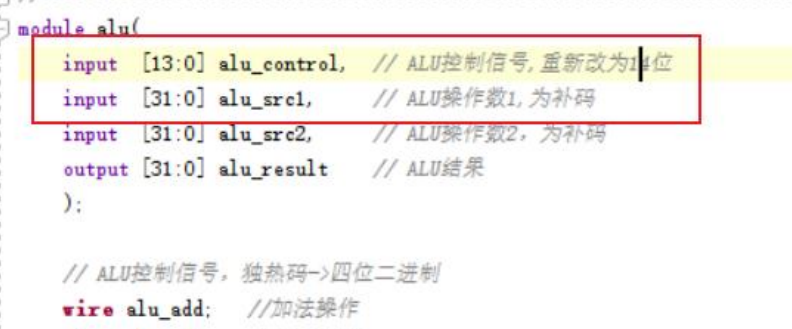 module alu(
input [13:0] alu_control, // ALU控制信号,重新改为14位
input [31:0] alu_src1, // ALU操作数1,为补码
input [31:0] alu_src2, // ALU操作数2，为补码
output [31:0] alu_result // ALU结果
);
// ALU控制信号，独热码->四位二进制
wire alu_add; //加法操作